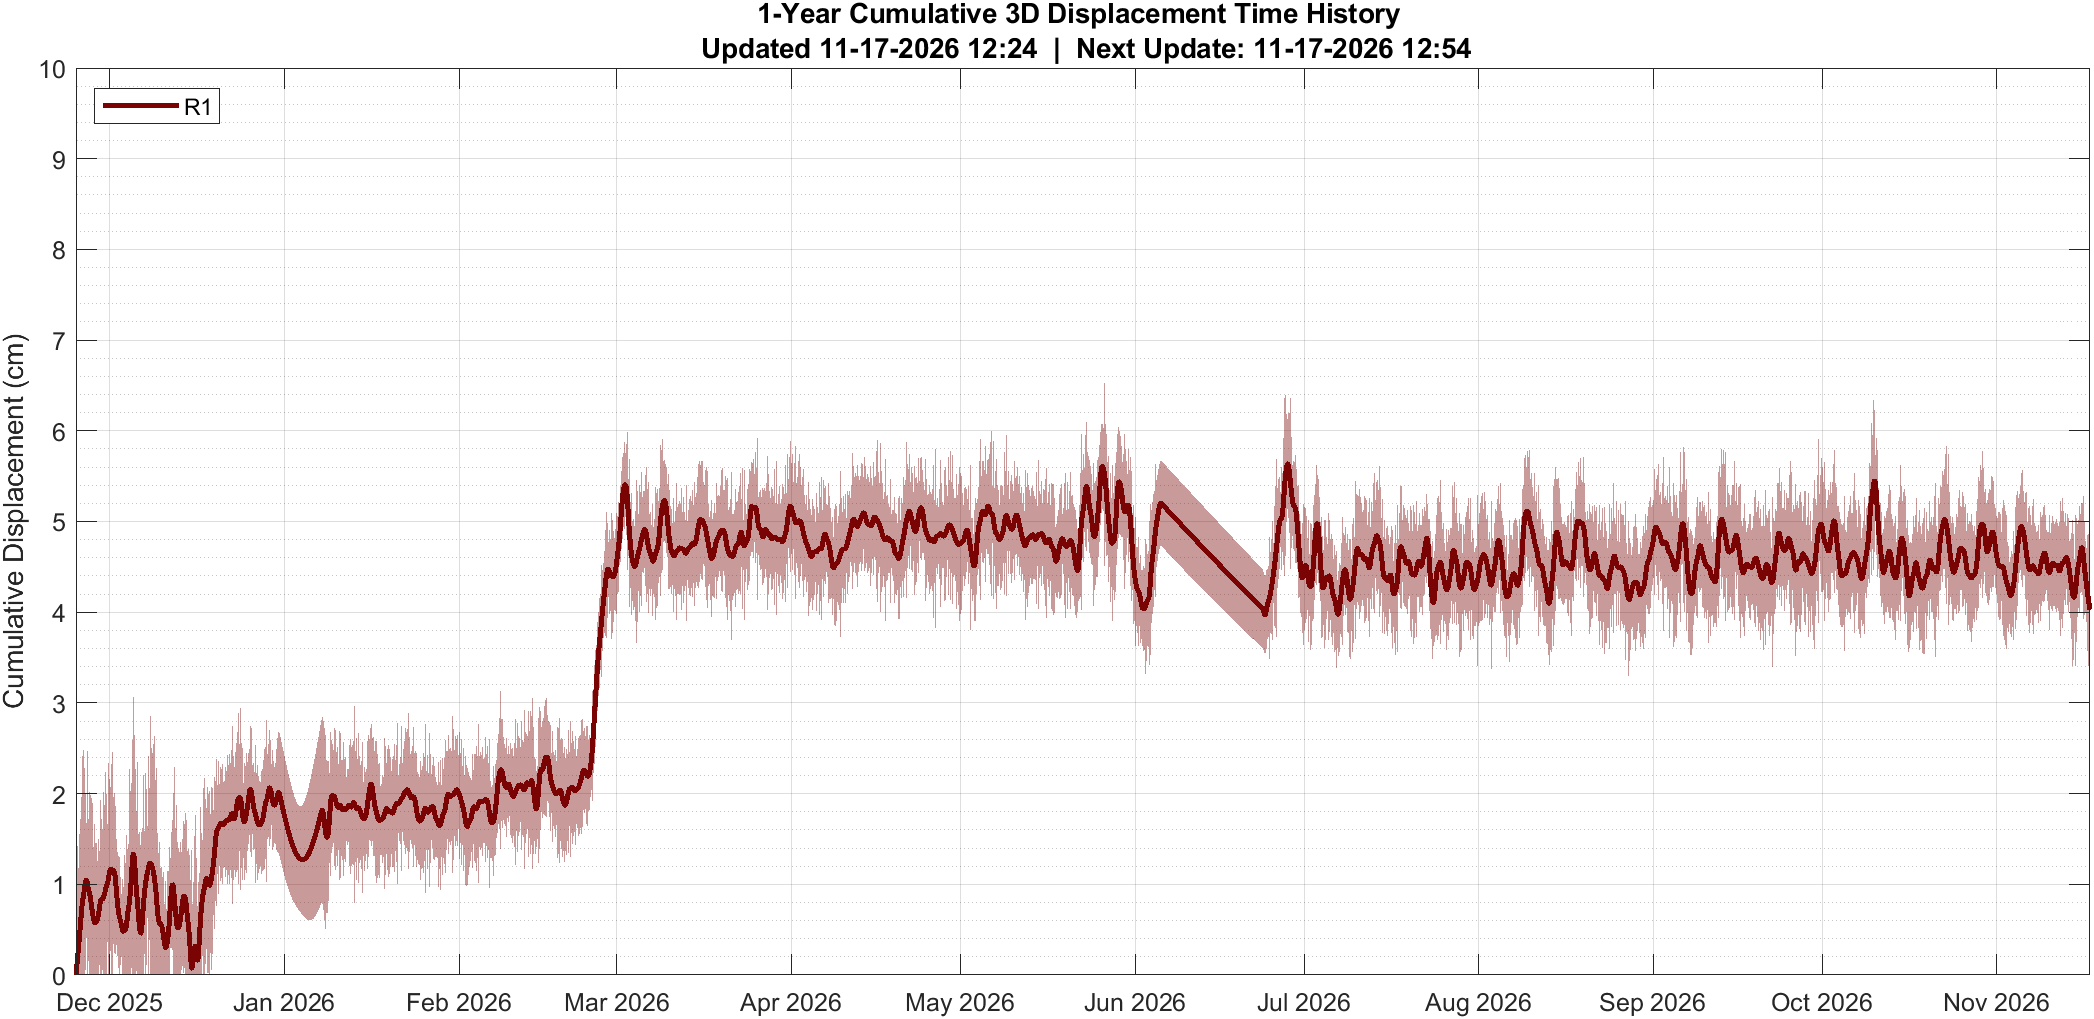 1-Year Cumulative 3D Displacement Time History
Updated 11-17-2026 12:24 | Next Update: 11-17-2026 12:54
R1
Cumulative Displacement (cm)
10
9
8
7
6
5
4
3
2
1
0
Dec 2025 Jan 2026 Feb 2026 Mar 2026 Apr 2026 May 2026 Jun 2026 Jul 2026 Aug 2026 Sep 2026 Oct 2026 Nov 2026